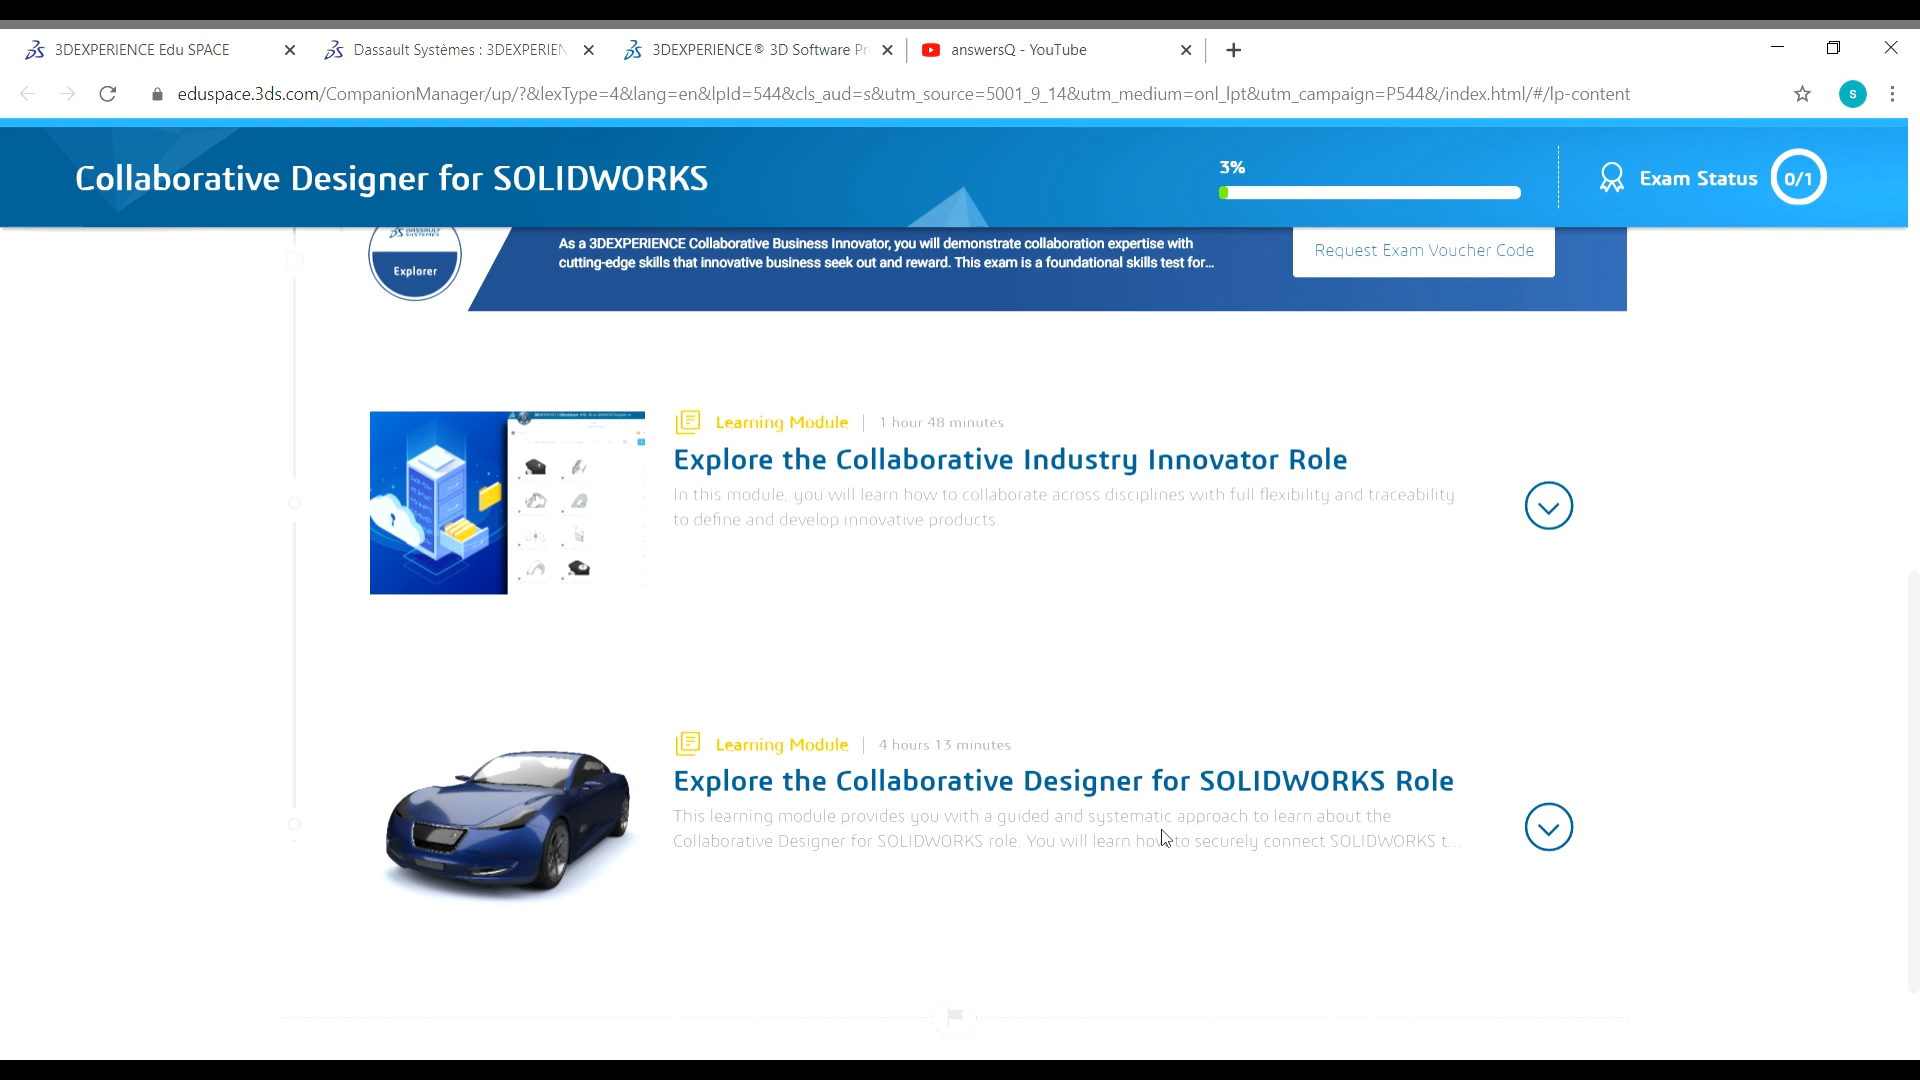 3DEXPERIENCE Edu SPACE
Dassault Systèmes : 3DEXPERIEN
3DEXPERIENCE® 3D Software Pr
answersQ - YouTube
eduspace.3ds.com/CompanionManager/up/?&lexType=4&lang=en&lpId=544&cls_aud=s&utm_source=5001_9_14&utm_medium=onl_lpt&utm_campaign=P544&/index.html/#/lp-content
s
Collaborative Designer for SOLIDWORKS
3%
Exam Status
0/1
DASSAULT
SYSTEMES
Explorer
As a 3DEXPERIENCE Collaborative Business Innovator, you will demonstrate collaboration expertise with
cutting-edge skills that innovative business seek out and reward. This exam is a foundational skills test for...
Request Exam Voucher Code
Learning Module
1 hour 48 minutes
Explore the Collaborative Industry Innovator Role
In this module, you will learn how to collaborate across disciplines with full flexibility and traceability
to define and develop innovative products
Learning Module
4 hours 13 minutes
Explore the Collaborative Designer for SOLIDWORKS Role
This learning module provides you with a guided and systematic approach to learn about the
Collaborative Designer for SOLIDWORKS role. You will learn how to securely connect SOLIDWORKS t...